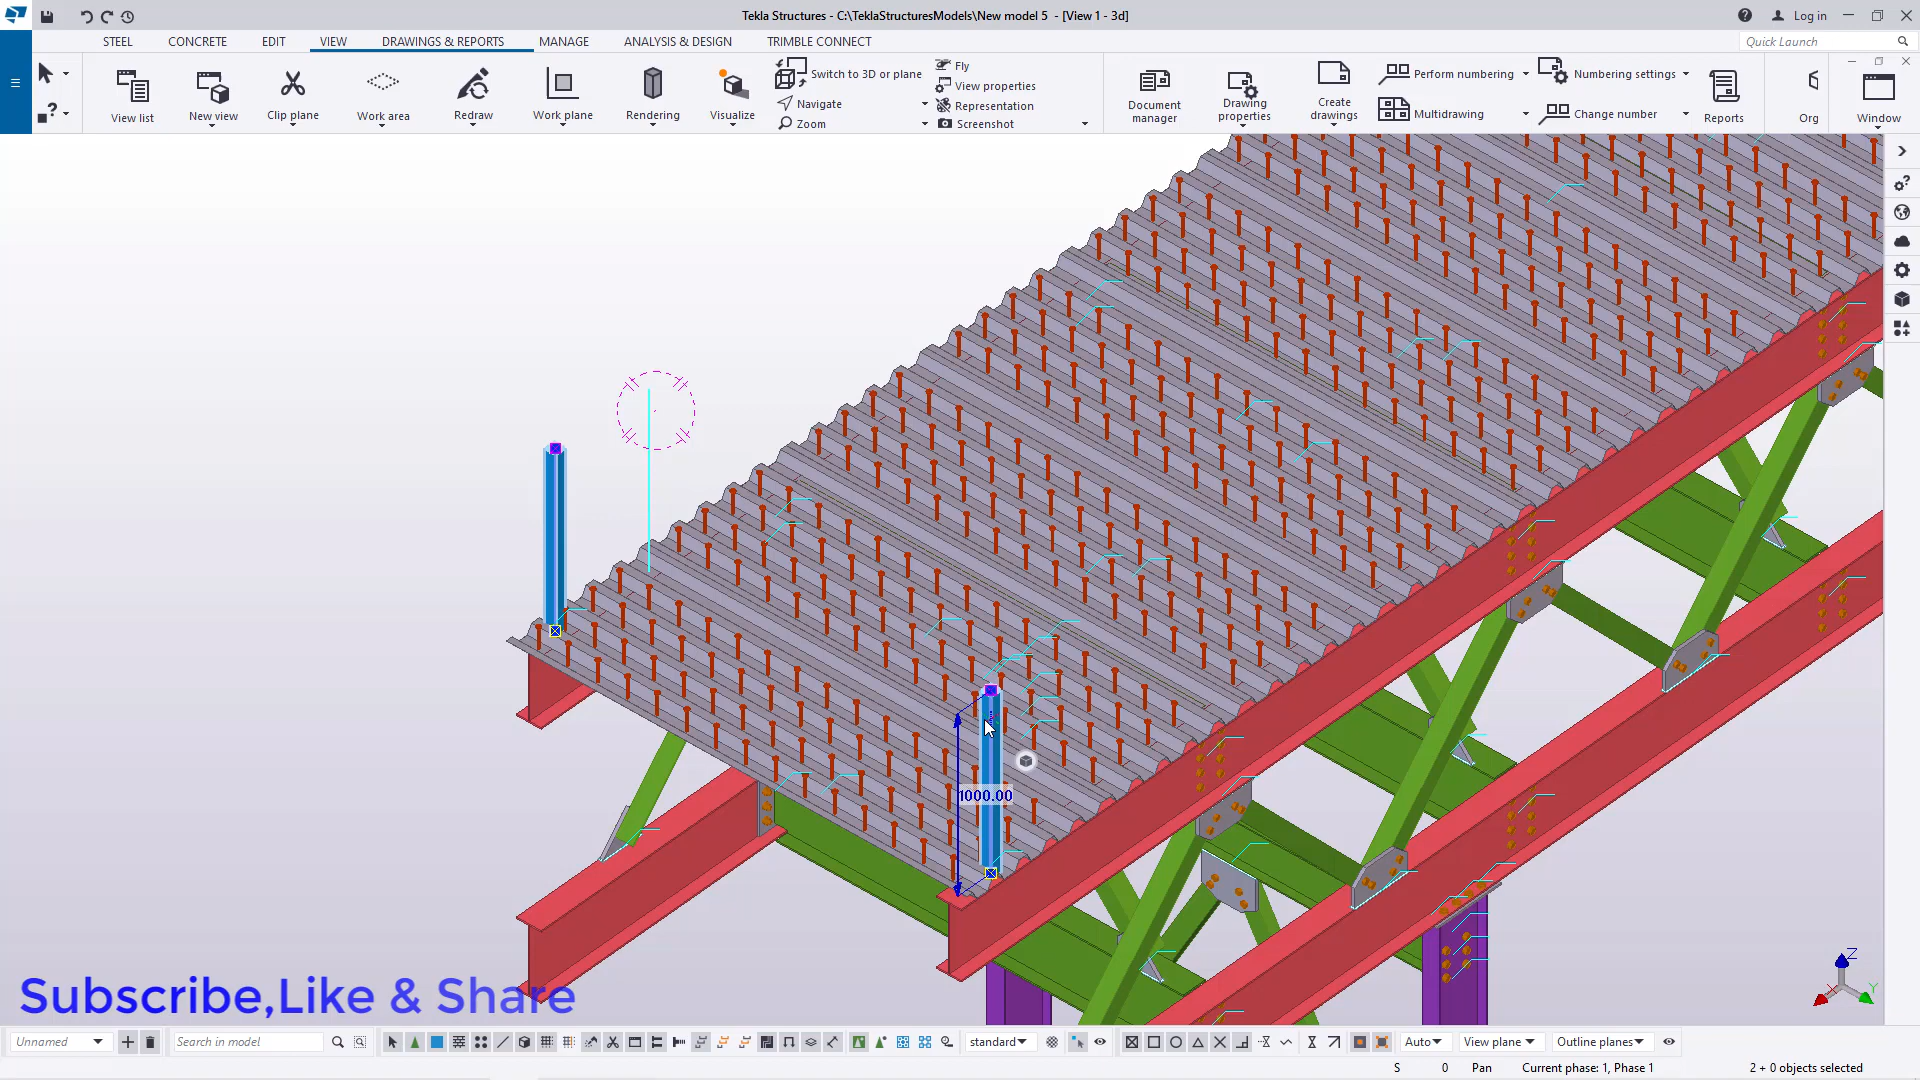 Tekla Structures - C:\TeklaStructuresModels\New model 5 - [View 1 - 3d]
Log in
STEEL CONCRETE EDIT VIEW DRAWINGS & REPORTS MANAGE ANALYSIS & DESIGN TRIMBLE CONNECT
Quick Launch
View list
New view
Clip plane
Work area
Redraw
Work plane
Rendering
Visualize
Switch to 3D or plane
Navigate
Zoom
Fly
View properties
Representation
Screenshot
Document
manager
Drawing
properties
Create
drawings
Perform numbering
Multidrawing
Numbering settings
Change number
Reports
Org
Window
1000.00
Z
Y
X
Subscribe,Like & Share
Unnamed
Search in model
standard
Auto
View plane
Outline planes
S 0 Pan Current phase: 1, Phase 1 2 + 0 objects selected